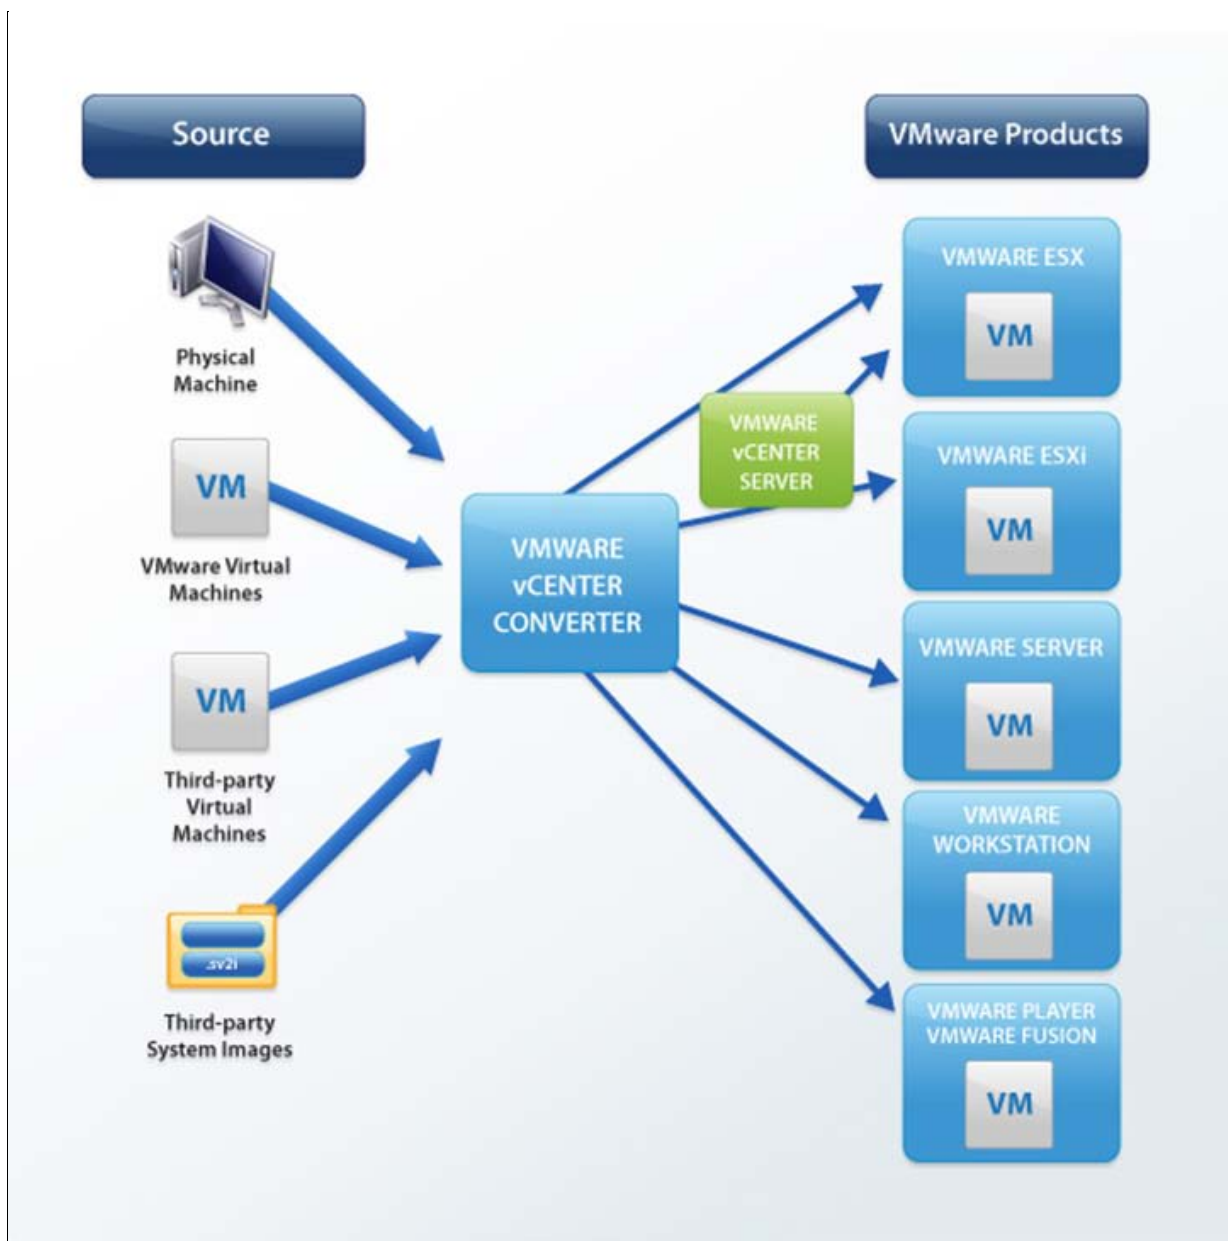 Source
Physical
Machine
VM
VMware Virtual
Machines
VM
Third-party
Virtual
Machines
.sv2i
Third-party
System Images
VMWARE
vCENTER
CONVERTER
VMWARE
vCENTER
SERVER
VMware Products
VMWARE ESX
VM
VMWARE ESXi
VM
VMWARE SERVER
VM
VMWARE
WORKSTATION
VM
VMWARE PLAYER
VMWARE FUSION
VM